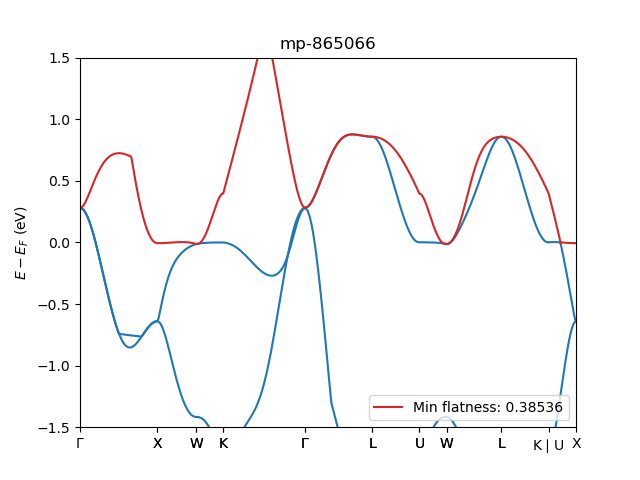 mp-865066
E − E_F (eV)
1.5
1.0
0.5
0.0
−0.5
−1.0
−1.5
Min flatness: 0.38536
Γ X W K Γ L U W L K | U X